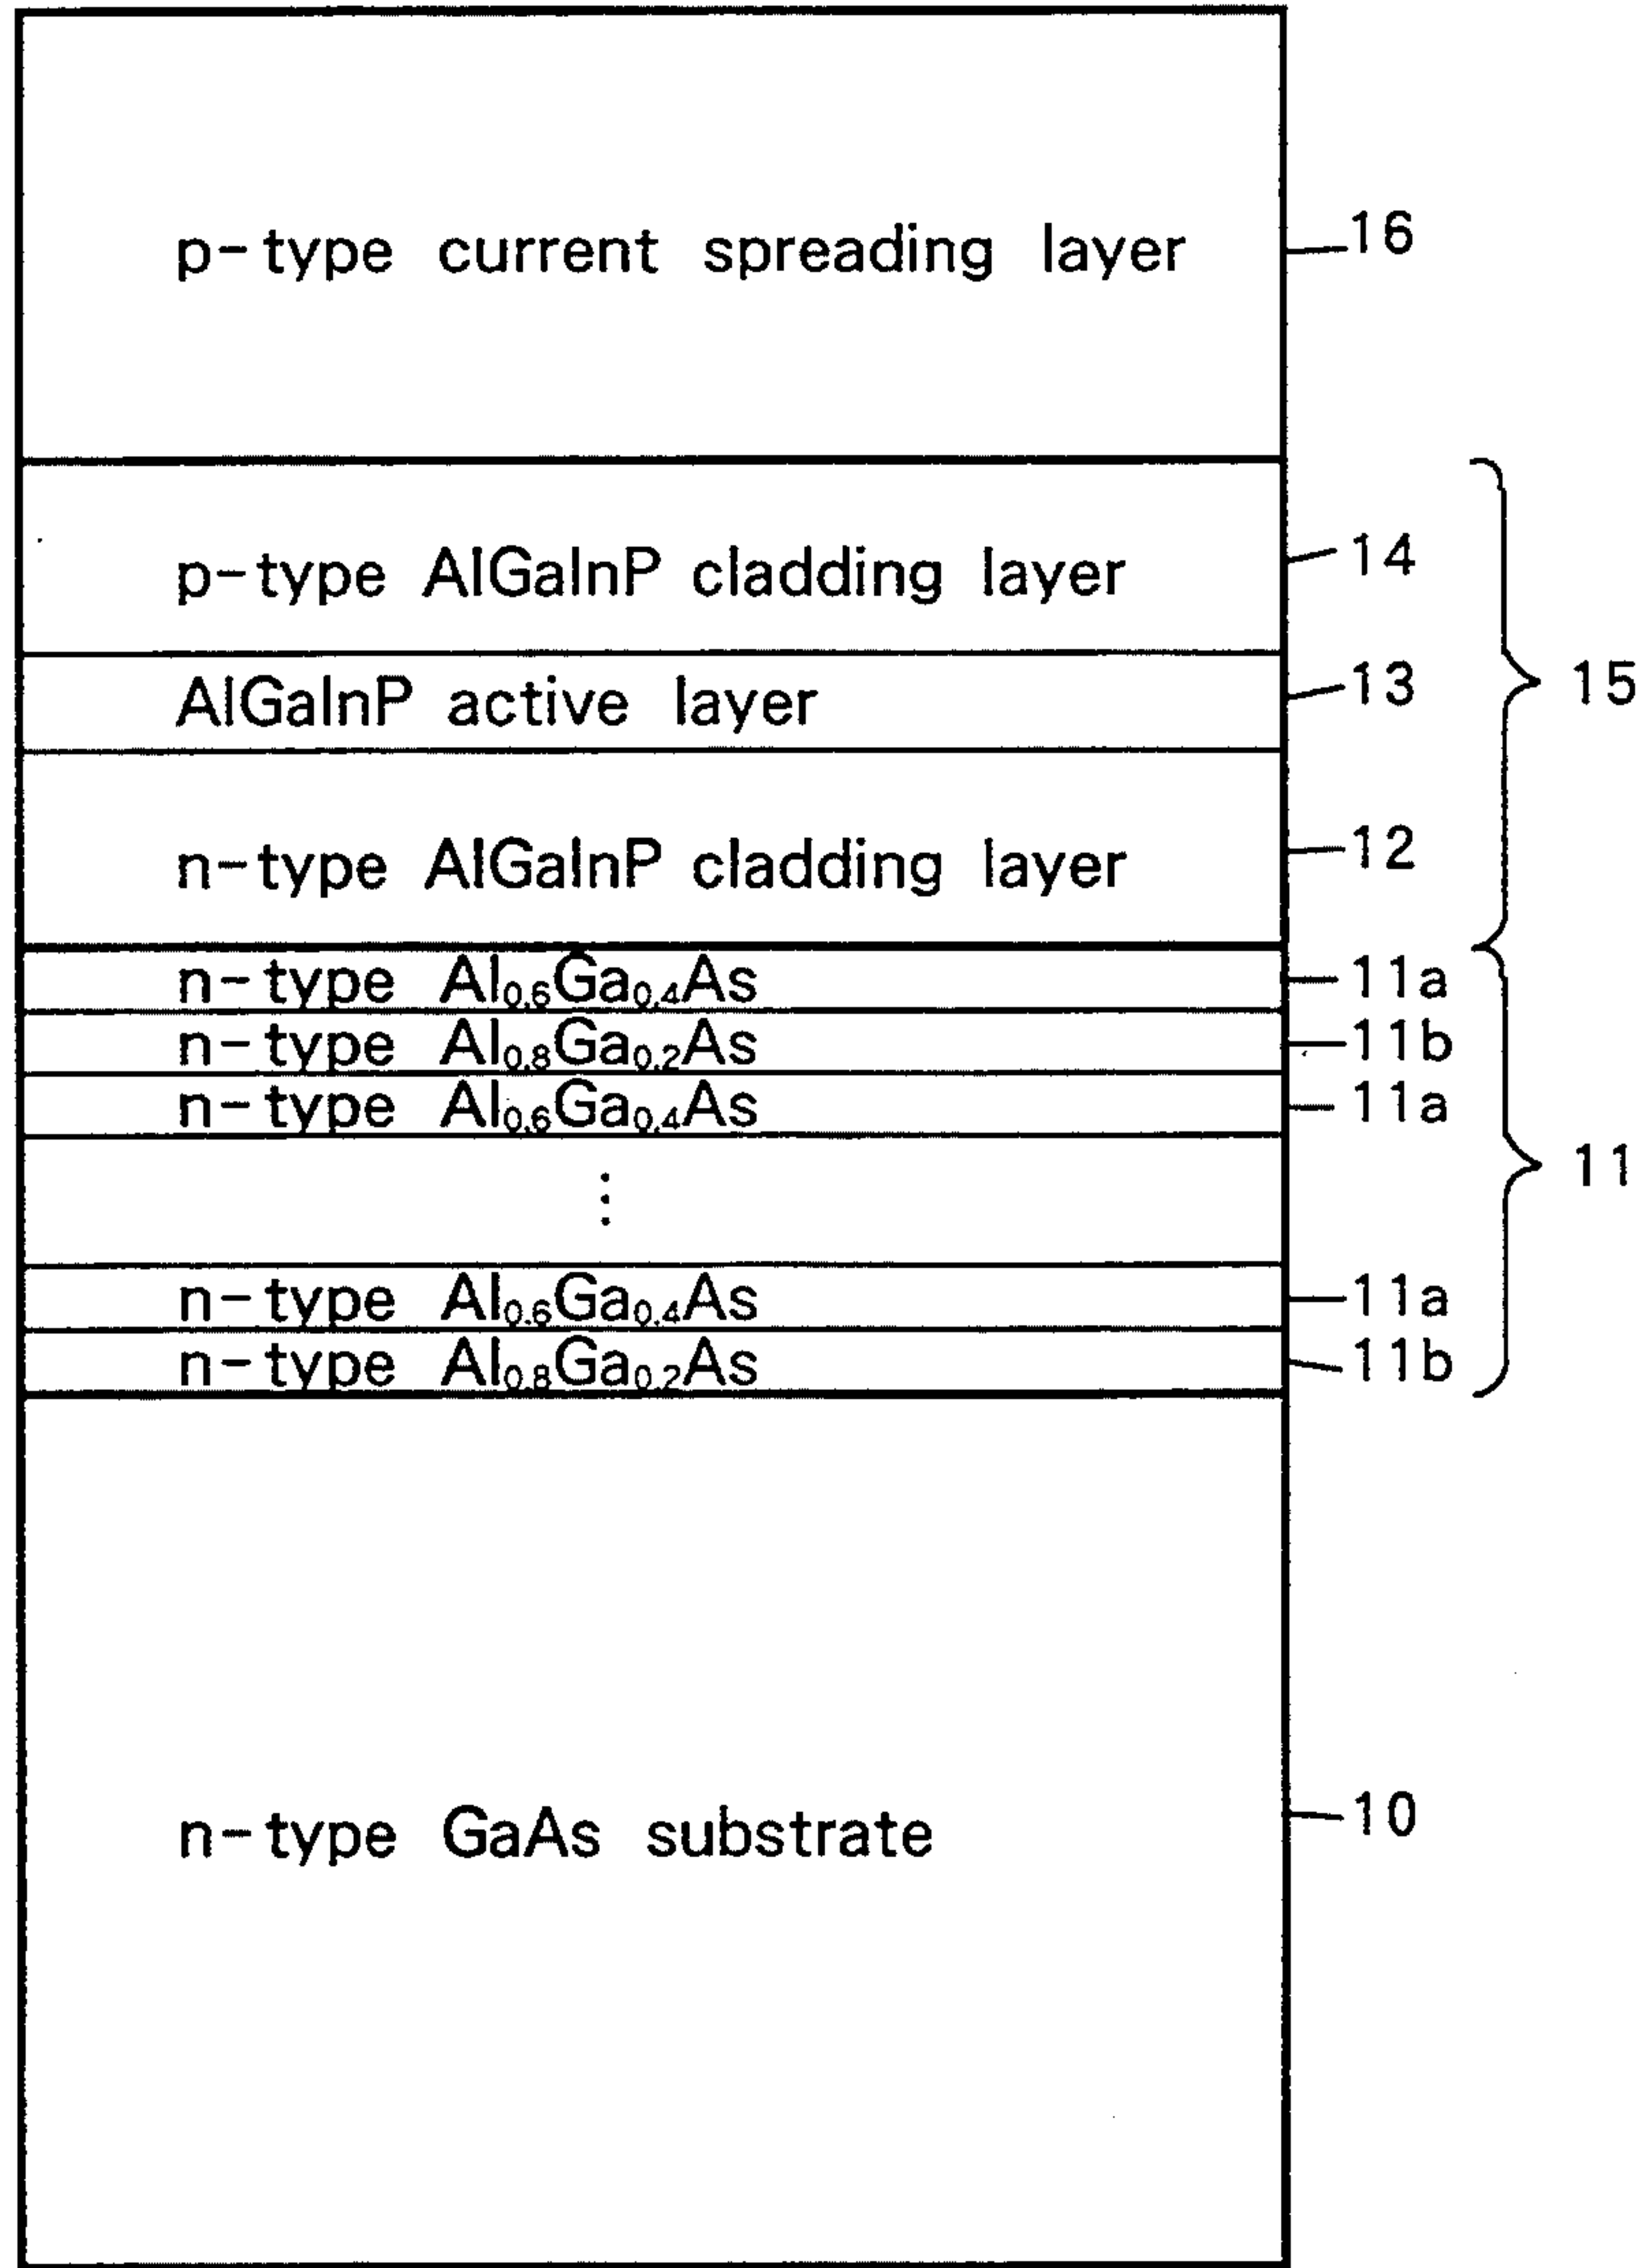 p-type current spreading layer 16
p-type AlGaInP cladding layer 14
AlGaInP active layer 13
15
n-type AlGaInP cladding layer 12
n-type Al0.6Ga0.4As 11a
n-type Al0.8Ga0.2As 11b
n-type Al0.6Ga0.4As 11a
⋮
11
n-type Al0.6Ga0.4As 11a
n-type Al0.8Ga0.2As 11b
n-type GaAs substrate 10